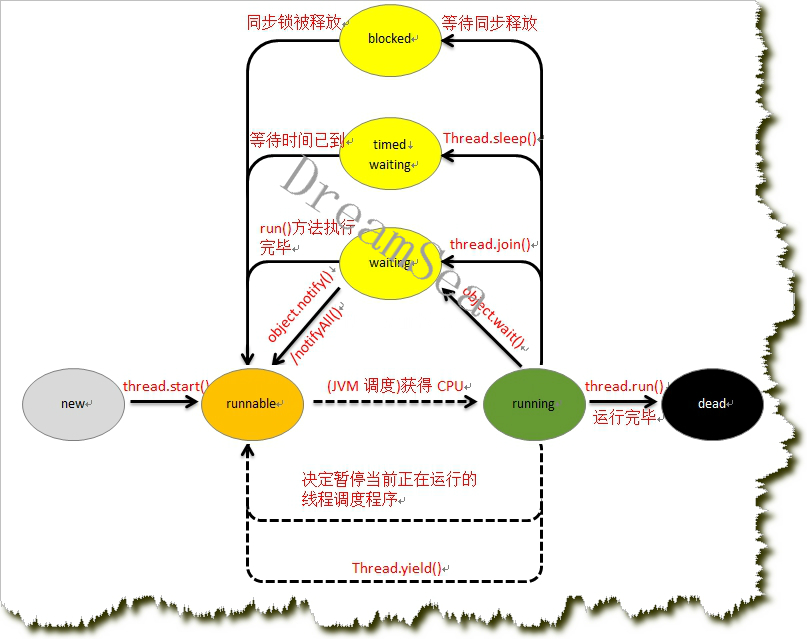 同步锁被释放
blocked
等待同步释放
等待时间已到
timed
waiting
Thread.sleep()
DreamSea
run()方法执行
完毕
waiting
thread.join()
object.notify()
/notifyAll()
object.wait()
new
thread.start()
runnable
(JVM 调度)获得 CPU
running
thread.run()
运行完毕
dead
决定暂停当前正在运行的
线程调度程序
Thread.yield()